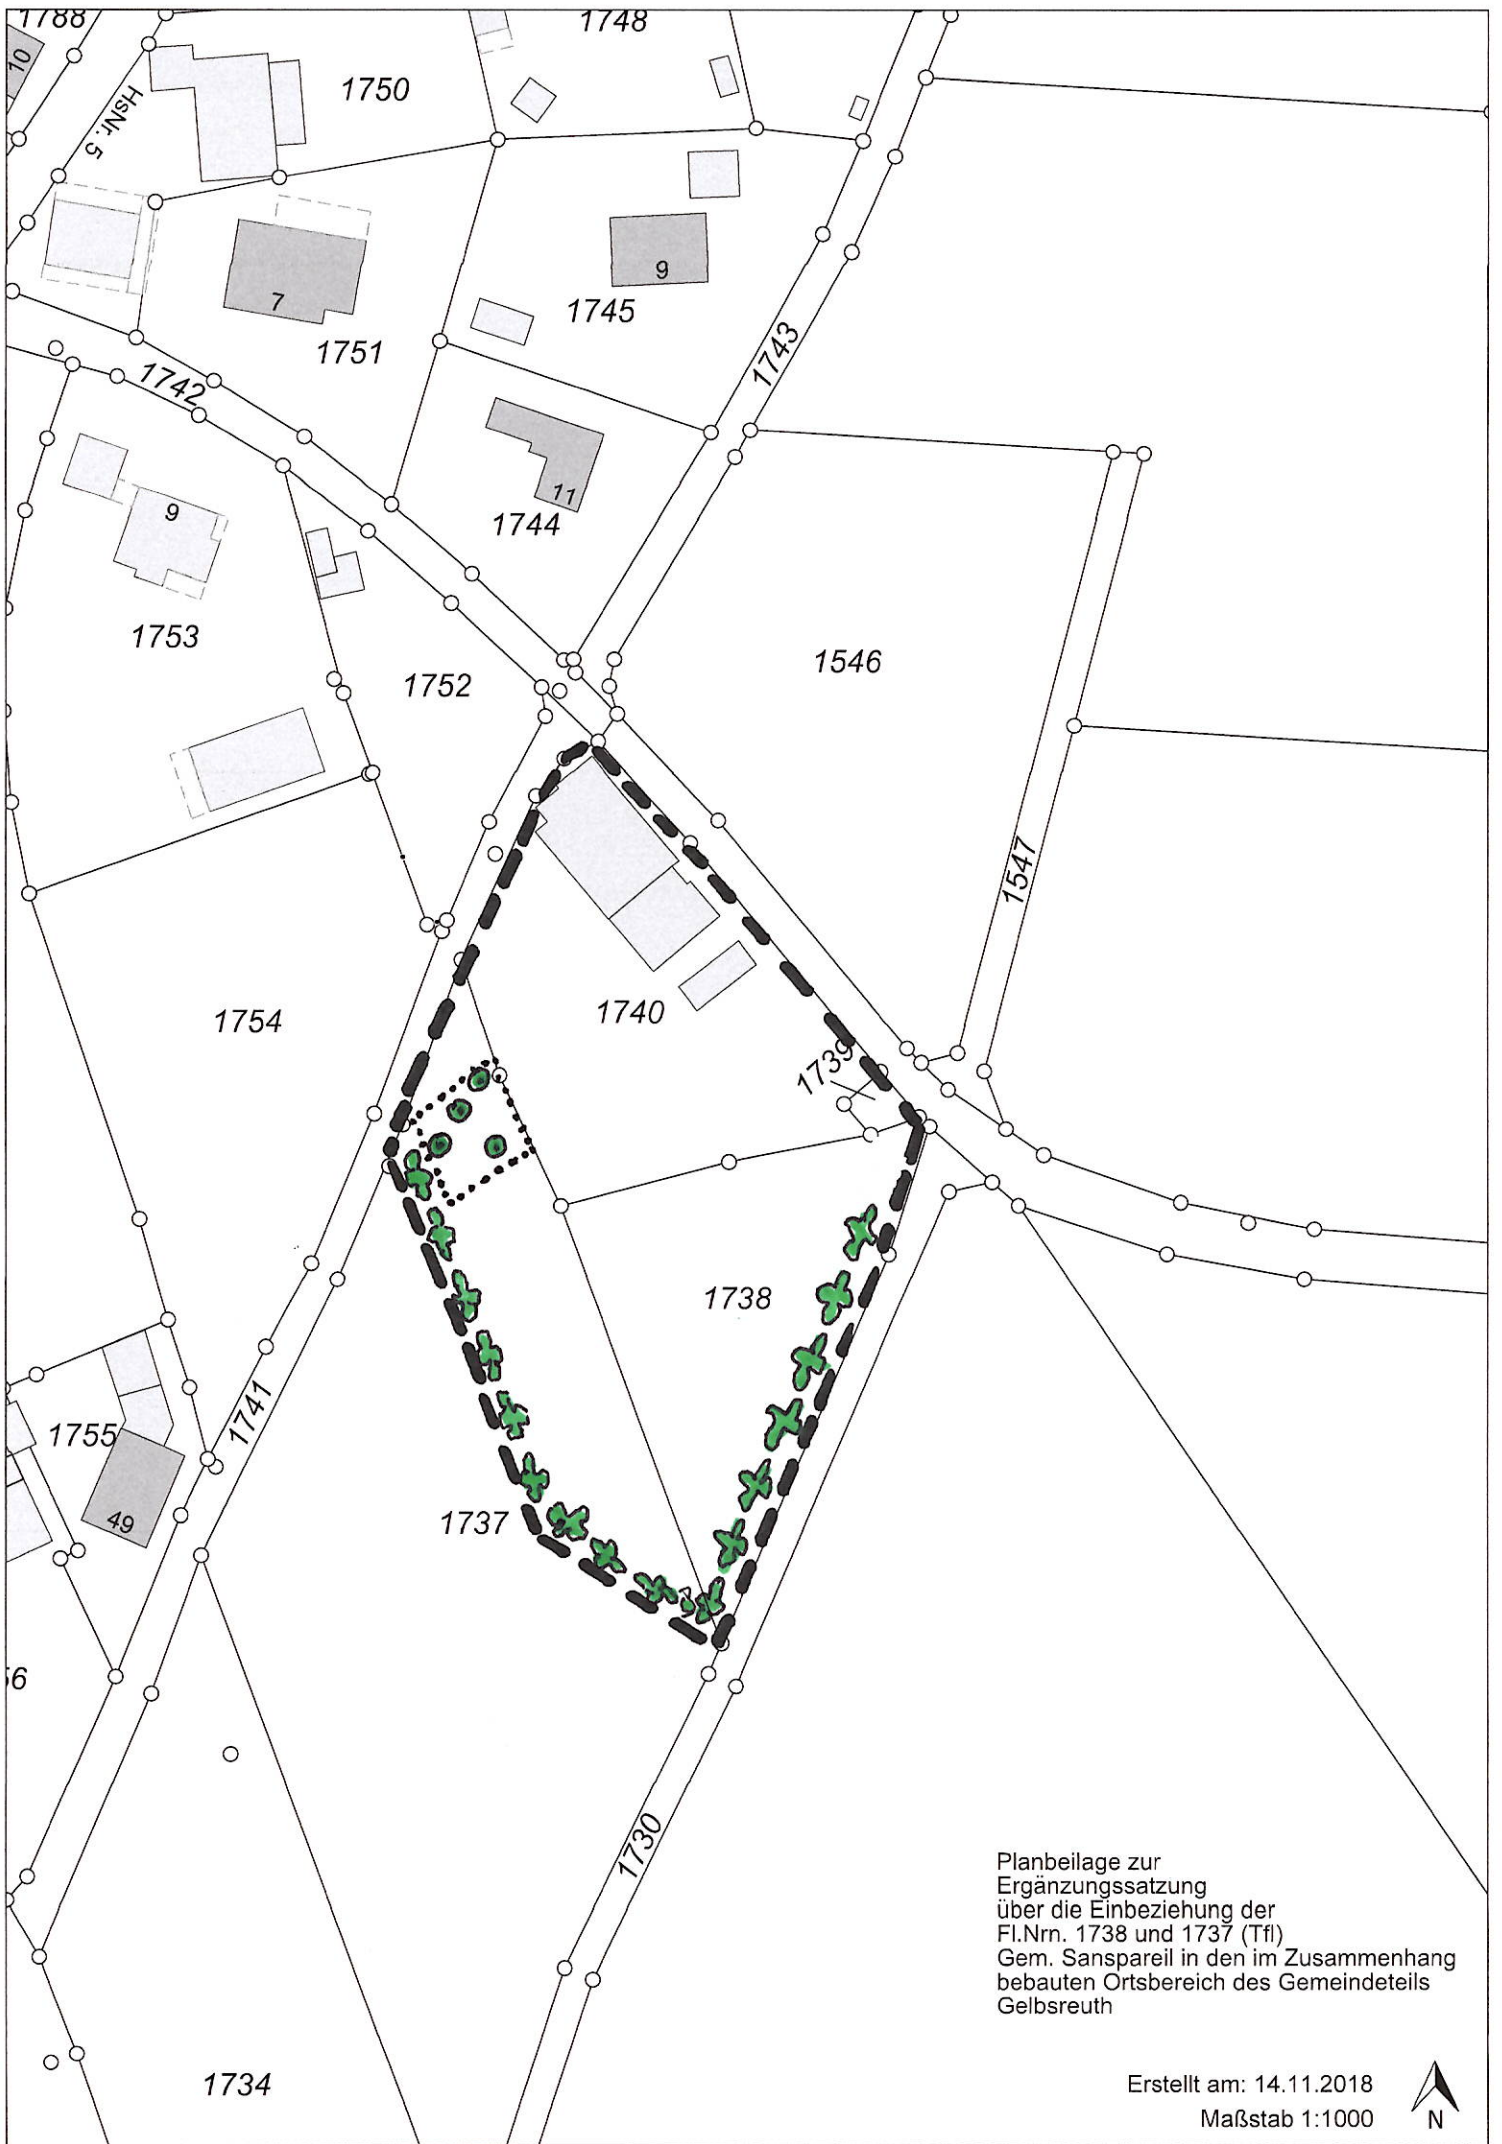 1788
1748
10
1750
HsNr. 5
9
7
1745
1751
1743
1742
9
11
1744
1753
1546
1752
1547
1754
1740
1739
1738
1741
1755
49
1737
1730
Planbeilage zur
Ergänzungssatzung
über die Einbeziehung der
Fl.Nrn. 1738 und 1737 (Tfl)
Gem. Sanspareil in den im Zusammenhang
bebauten Ortsbereich des Gemeindeteils
Gelbsreuth
1734
Erstellt am: 14.11.2018
Maßstab 1:1000
N